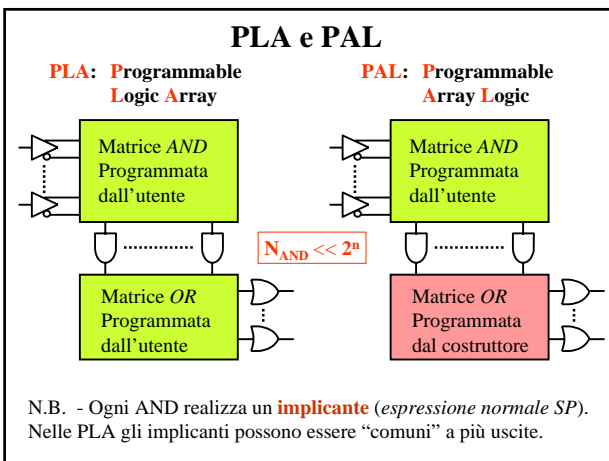 PLA e PAL
PLA: Programmable
Logic Array
PAL: Programmable
Array Logic
Matrice AND
Programmata
dall'utente
Matrice AND
Programmata
dall'utente
N_AND << 2^n
Matrice OR
Programmata
dall'utente
Matrice OR
Programmata
dal costruttore
N.B. - Ogni AND realizza un implicante (espressione normale SP).
Nelle PLA gli implicanti possono essere "comuni" a più uscite.